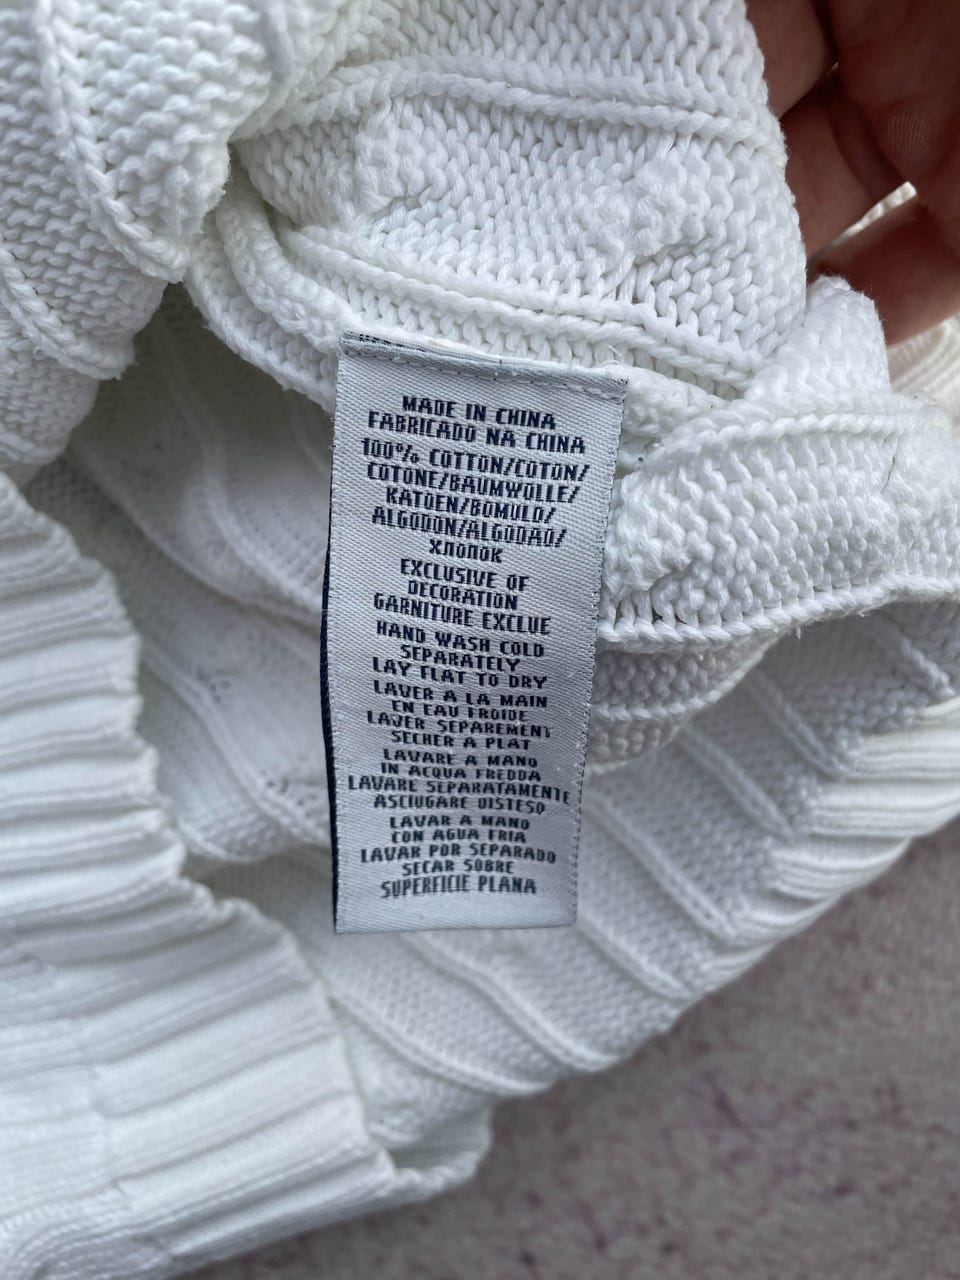 MADE IN CHINA
FABRICADO NA CHINA
100% COTTON/COTON/
COTONE/BAUMWOLLE/
KATOEN/BOMULD/
ALGODON/ALGODAO/
ХЛОПОК
EXCLUSIVE OF
DECORATION
GARNITURE EXCLUE
HAND WASH COLD
SEPARATELY
LAY FLAT TO DRY
LAVER A LA MAIN
EN EAU FROIDE
LAVER SEPAREMENT
SECHER A PLAT
LAVARE A MANO
IN ACQUA FREDDA
LAVARE SEPARATAMENTE
ASCIUGARE DISTESO
LAVAR A MANO
CON AGUA FRIA
LAVAR POR SEPARADO
SECAR SOBRE
SUPERFICIE PLANA